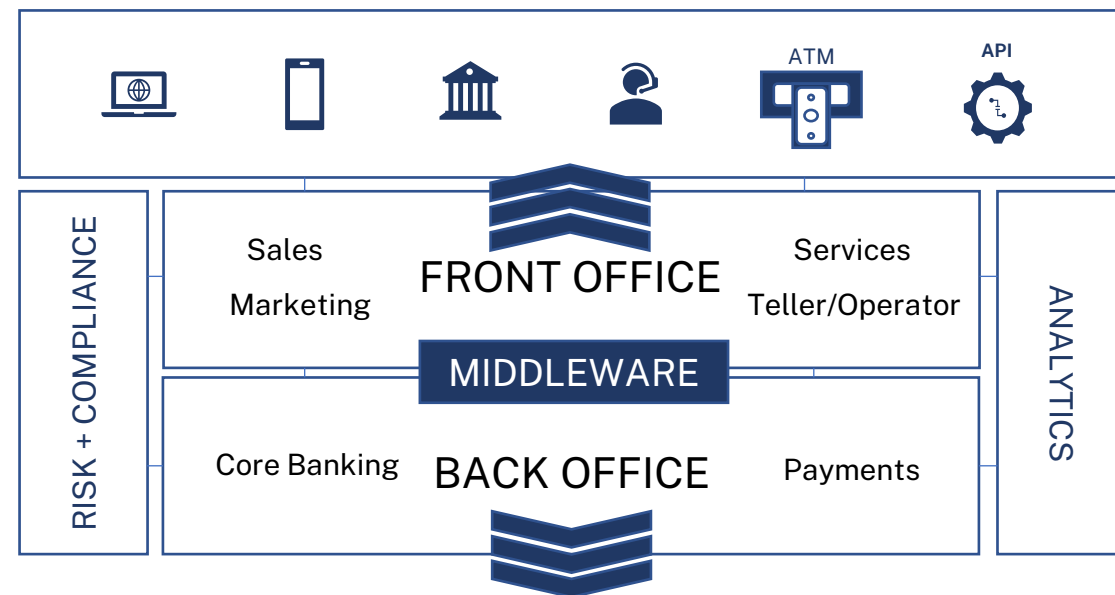 ATM
API
RISK + COMPLIANCE
Sales
Marketing
FRONT OFFICE
Services
Teller/Operator
MIDDLEWARE
Core Banking
BACK OFFICE
Payments
ANALYTICS